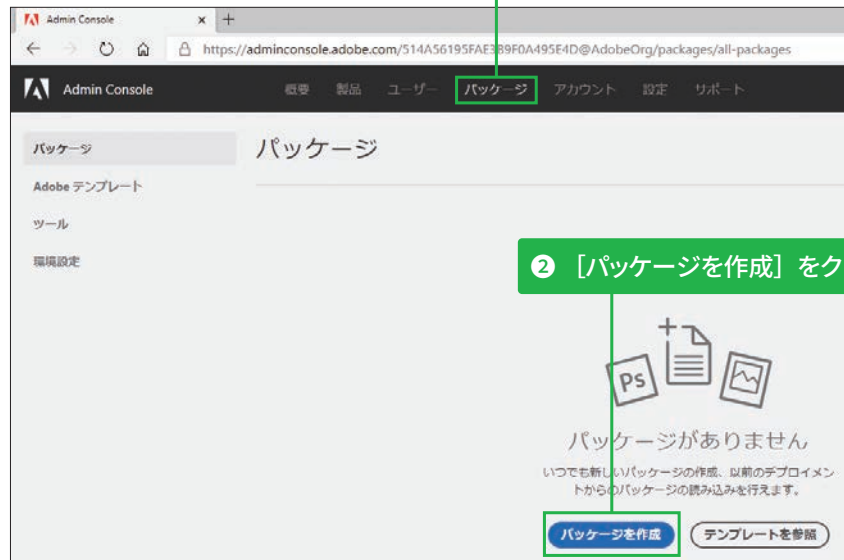 Admin Console
https://adminconsole.adobe.com/514A56195FAE3B9F0A495E4D@AdobeOrg/packages/all-packages
Admin Console 概要 製品 ユーザー パッケージ アカウント 設定 サポート
パッケージ
Adobe テンプレート
ツール
環境設定
パッケージ
❷ ［パッケージを作成］をク
Ps
パッケージがありません
いつでも新しいパッケージの作成、以前のデプロイメン
トからのパッケージの読み込みを行えます。
パッケージを作成 テンプレートを参照